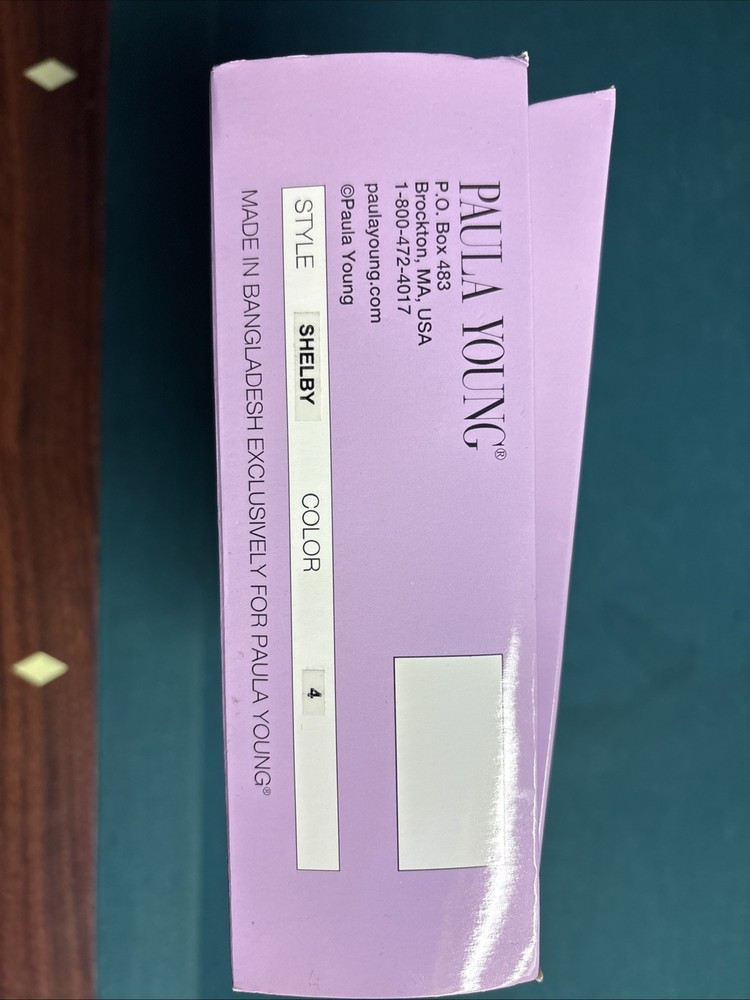 PAULA YOUNG®
P.O. Box 483
Brockton, MA, USA
1-800-472-4017
paulayoung.com
©Paula Young
STYLE SHELBY COLOR 4
MADE IN BANGLADESH EXCLUSIVELY FOR PAULA YOUNG®